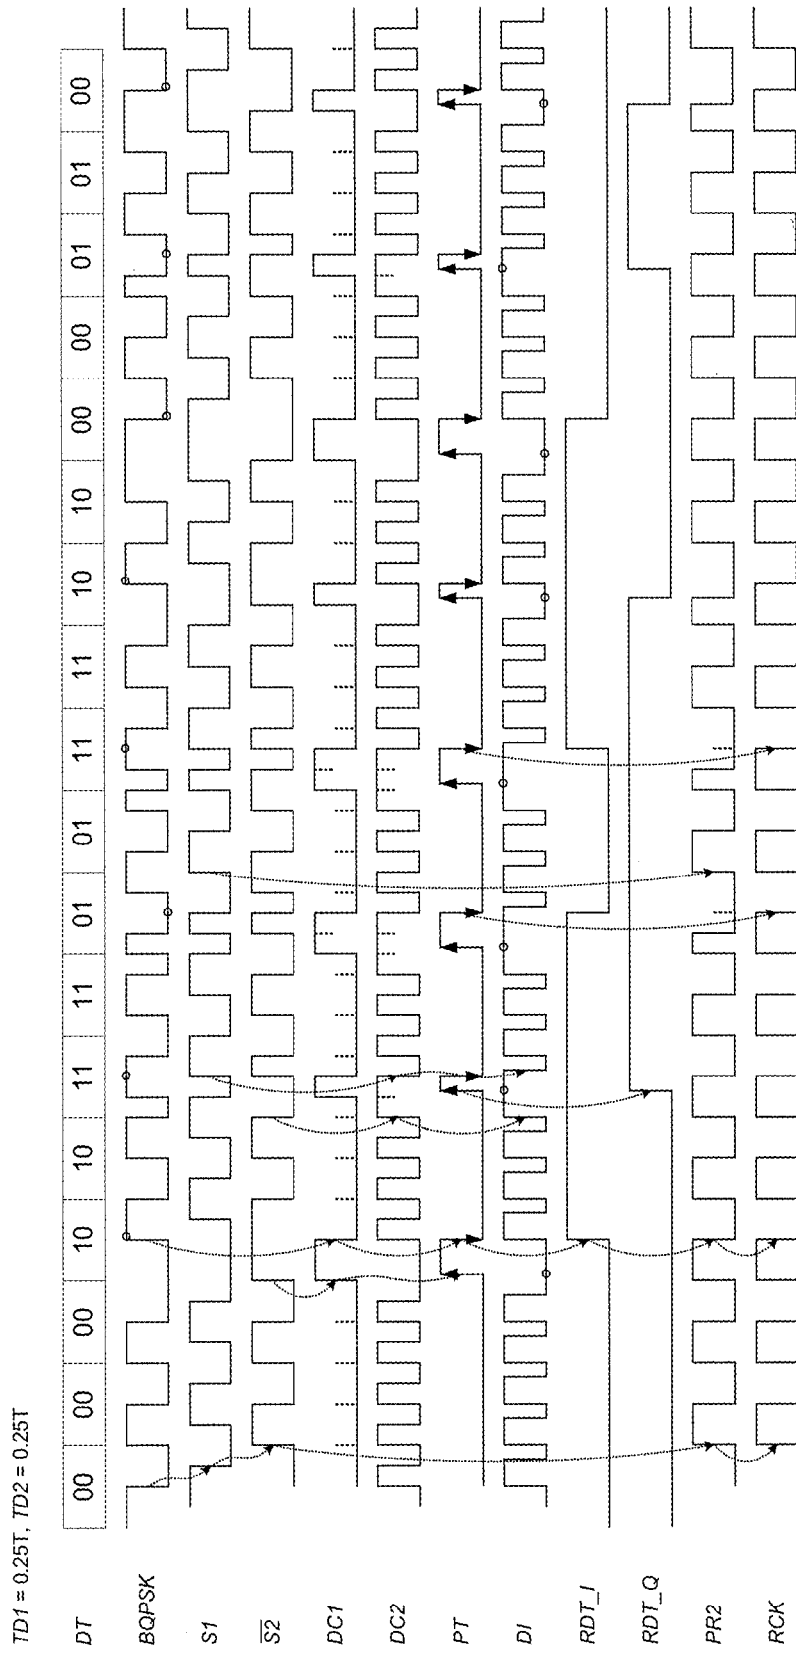 TD1 = 0.25T, TD2 = 0.25T
DT 00 00 00 10 10 11 11 01 01 11 11 10 10 00 00 01 01 00
BQPSK
S1
S̅2̅
DC1
DC2
PT
DI
RDT_I
RDT_Q
PR2
RCK